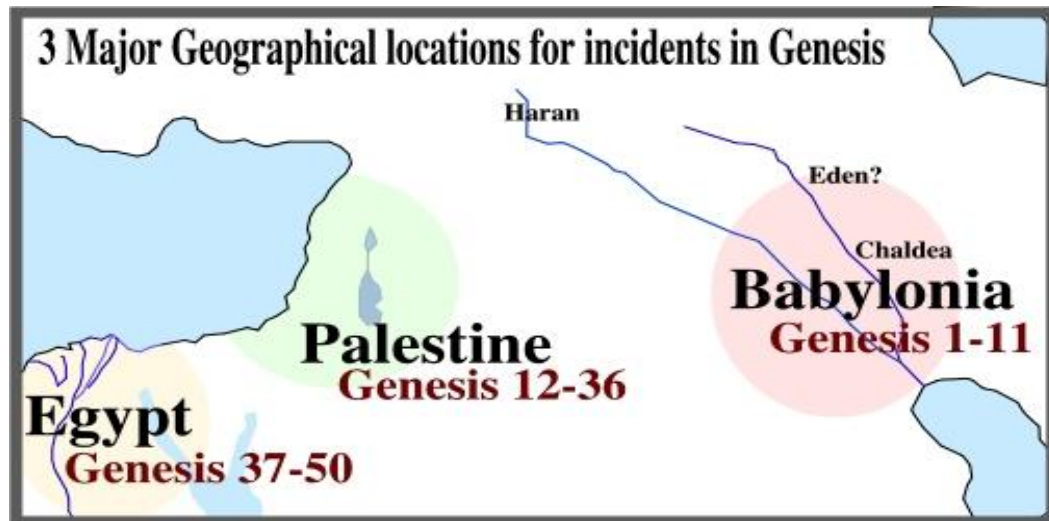 3 Major Geographical locations for incidents in Genesis
Haran
Eden?
Chaldea
Babylonia
Genesis 1-11
Palestine
Genesis 12-36
Egypt
Genesis 37-50